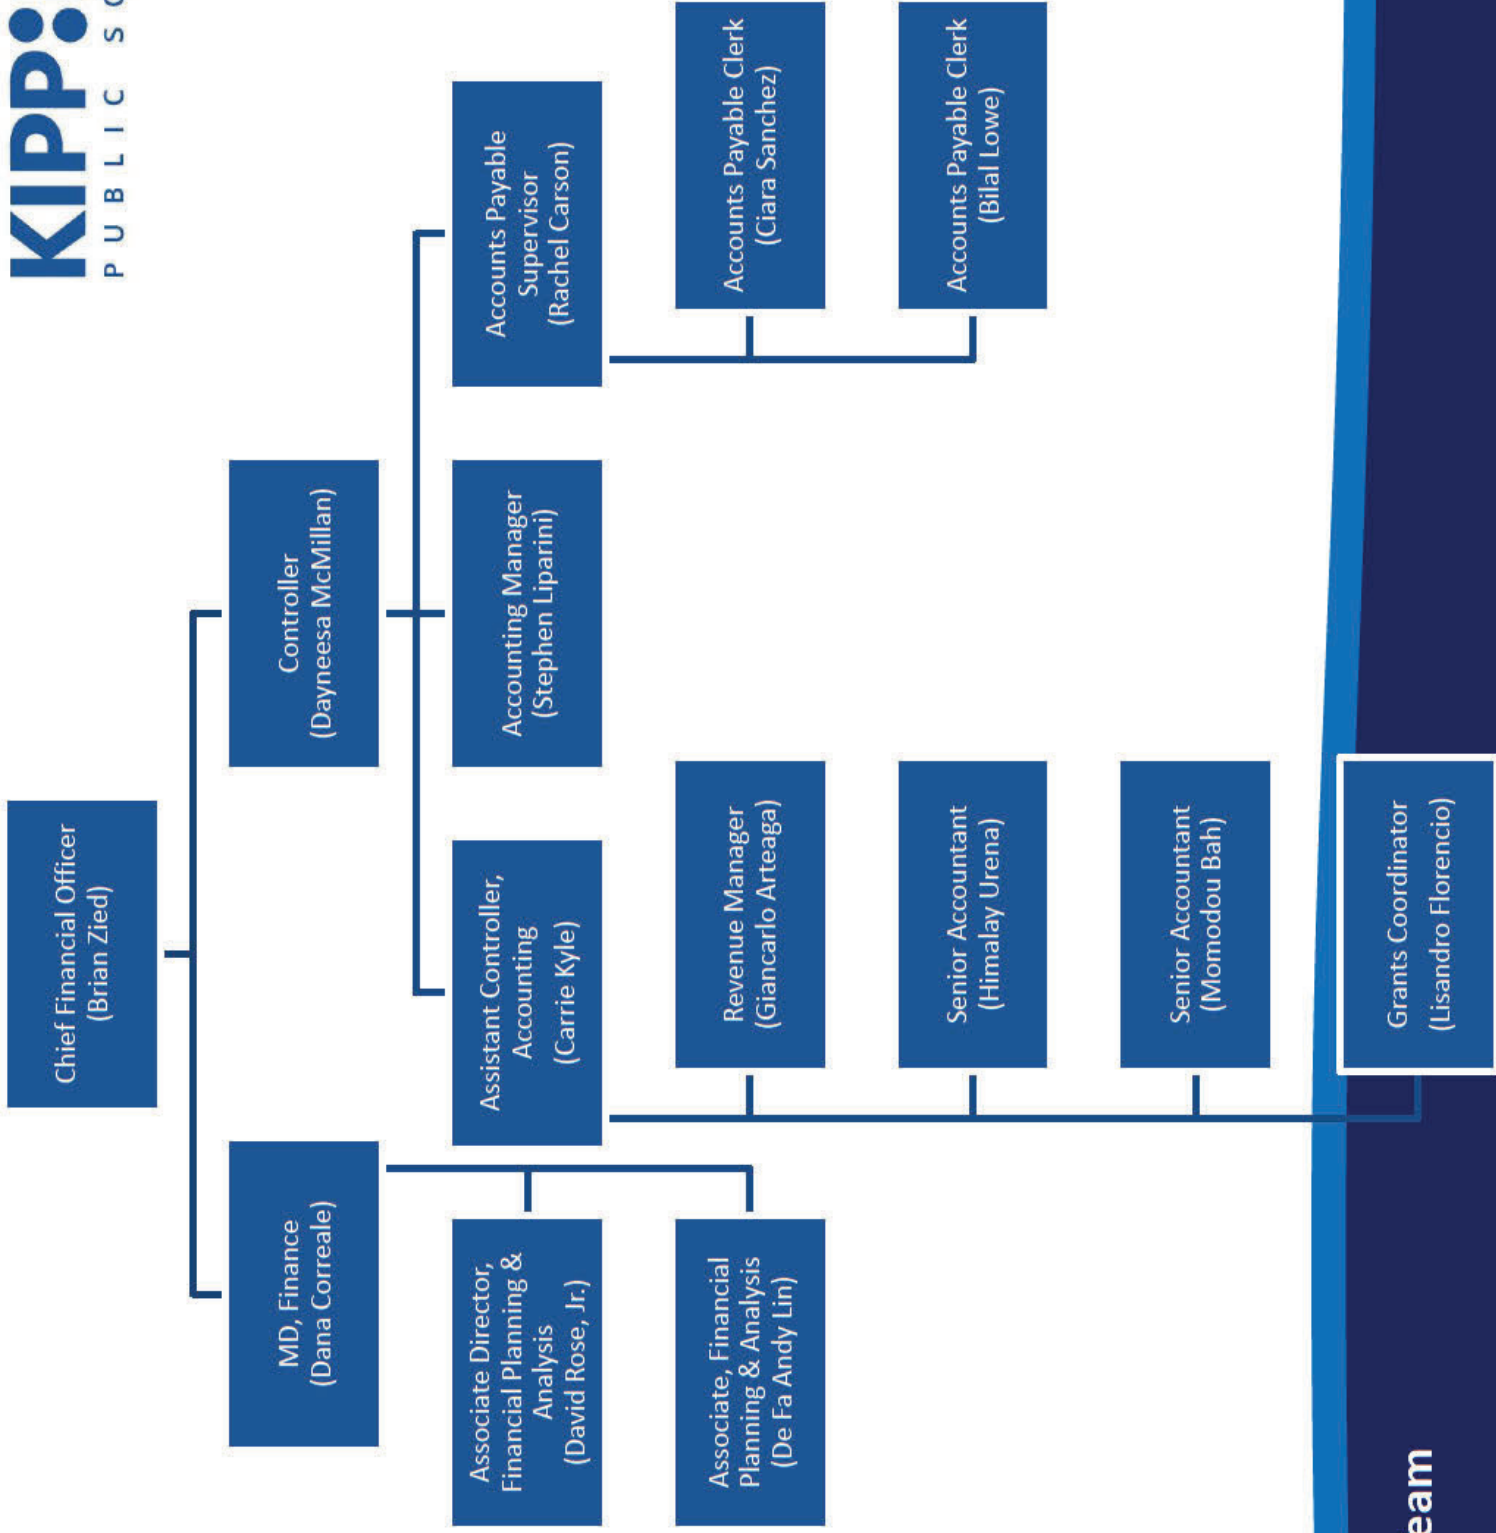 KIPP:
PUBLIC
Chief Financial Officer
(Brian Zied)
MD, Finance
(Dana Correale)
Controller
(Dayneesa McMillan)
Associate Director,
Financial Planning &
Analysis
(David Rose, Jr.)
Assistant Controller,
Accounting
(Carrie Kyle)
Accounting Manager
(Stephen Liparini)
Accounts Payable
Supervisor
(Rachel Carson)
Associate, Financial
Planning & Analysis
(De Fa Andy Lin)
Revenue Manager
(Giancarlo Arteaga)
Accounts Payable Clerk
(Ciara Sanchez)
Senior Accountant
(Himalay Urena)
Accounts Payable Clerk
(Bilal Lowe)
Senior Accountant
(Momodou Bah)
Grants Coordinator
(Lisandro Florencio)